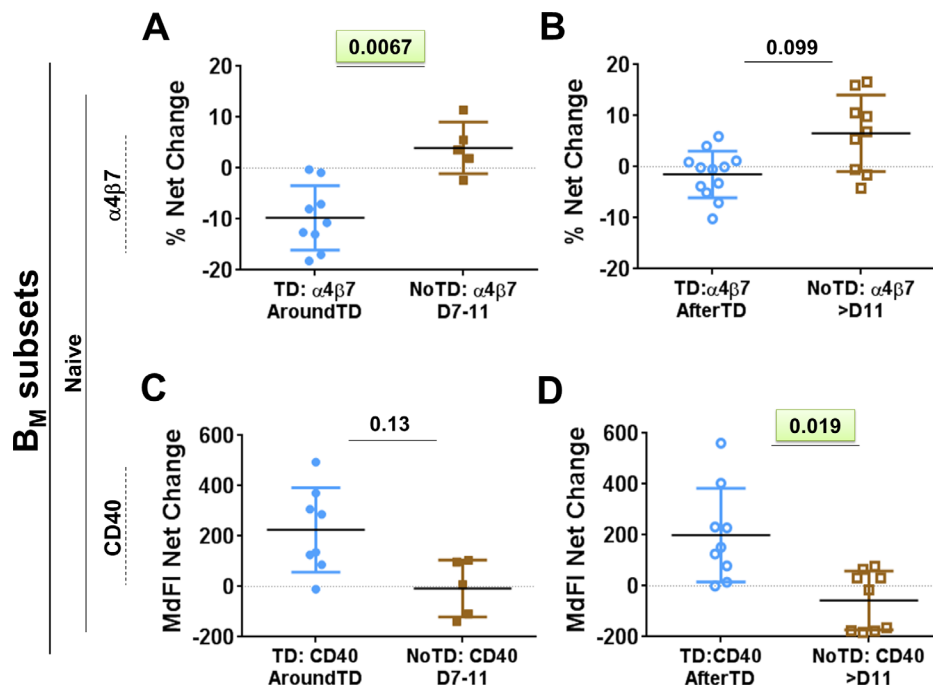 A
0.0067
% Net Change
20
10
0
-10
-20
TD: α4β7
AroundTD
NoTD: α4β7
D7-11
B
0.099
% Net Change
20
10
0
-10
-20
TD:α4β7
AfterTD
NoTD: α4β7
>D11
BM subsets
Naive
α4β7
CD40
C
0.13
MdFI Net Change
600
400
200
0
-200
TD: CD40
AroundTD
NoTD: CD40
D7-11
D
0.019
MdFI Net Change
600
400
200
0
-200
TD:CD40
AfterTD
NoTD: CD40
>D11